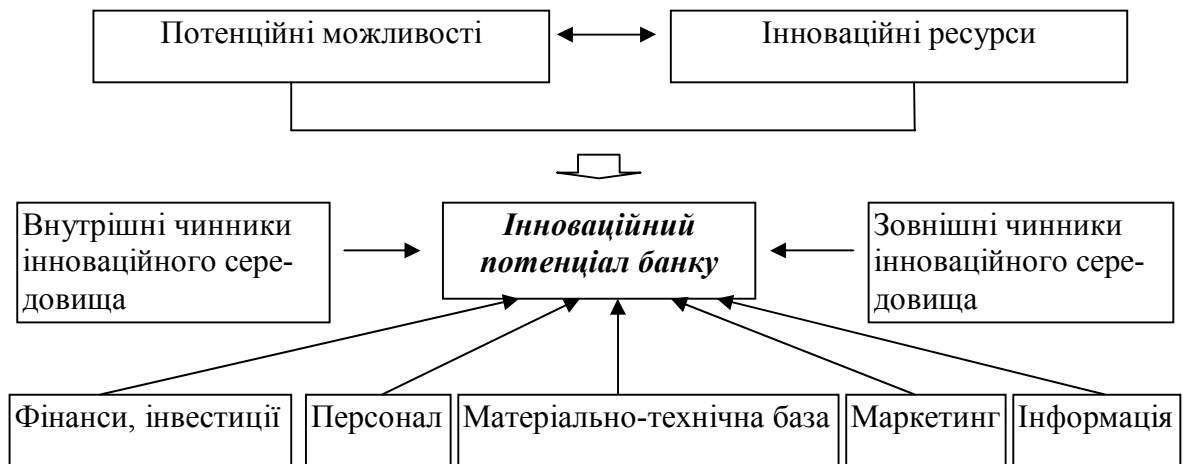 Потенційні можливості
Інноваційні ресурси
Внутрішні чинники
інноваційного сере-
довища
Інноваційний
потенціал банку
Зовнішні чинники
інноваційного сере-
довища
Фінанси, інвестиції
Персонал
Матеріально-технічна база
Маркетинг
Інформація